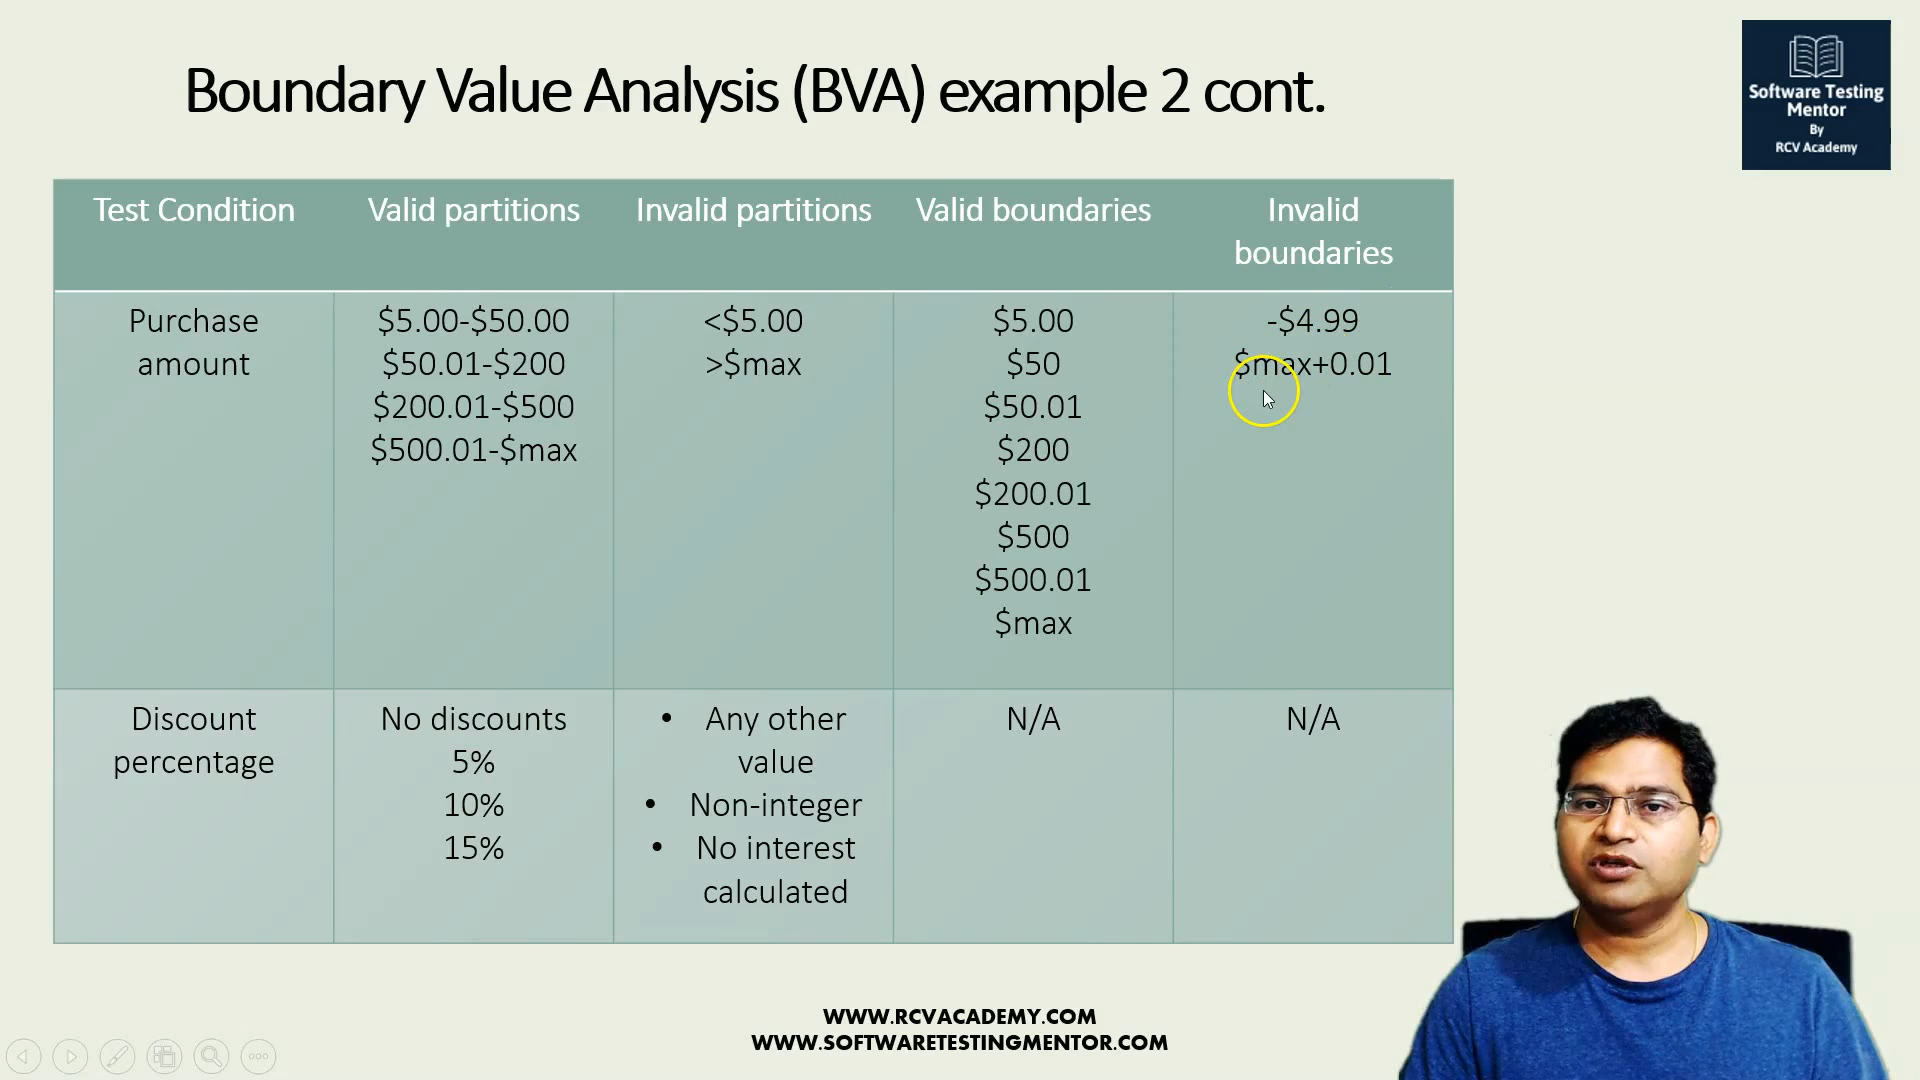 Boundary Value Analysis (BVA) example 2 cont.
Software Testing
Mentor
By
RCV Academy
Test Condition
Valid partitions
Invalid partitions
Valid boundaries
Invalid
boundaries
Purchase
amount
$5.00-$50.00
$50.01-$200
$200.01-$500
$500.01-$max
<$5.00
>$max
$5.00
$50
$50.01
$200
$200.01
$500
$500.01
$max
-$4.99
$max+0.01
Discount
percentage
No discounts
5%
10%
15%
• Any other
value
• Non-integer
• No interest
calculated
N/A
N/A
WWW.RCVACADEMY.COM
WWW.SOFTWARETESTINGMENTOR.COM